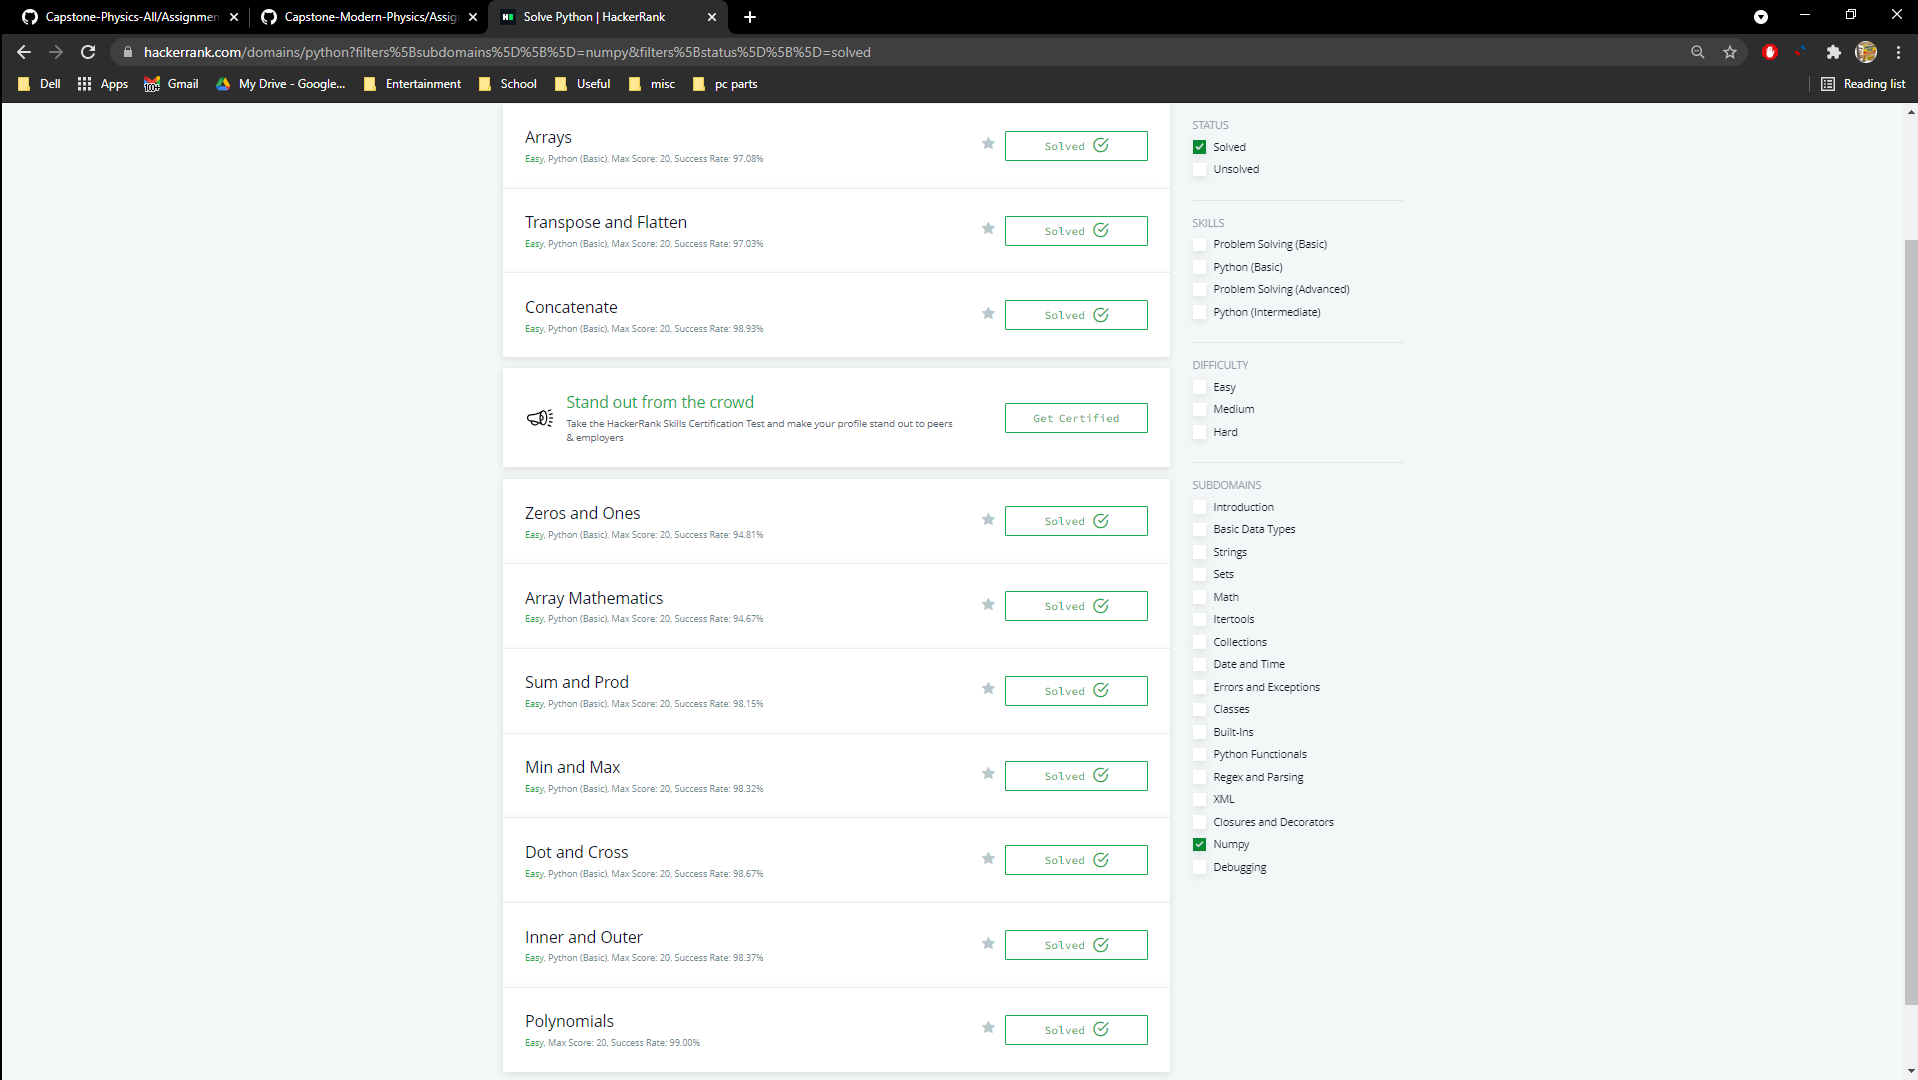 Capstone-Physics-All/Assignmen
Capstone-Modern-Physics/Assig
Solve Python | HackerRank
hackerrank.com/domains/python?filters%5Bsubdomains%5D%5B%5D=numpy&filters%5Bstatus%5D%5B%5D=solved
Dell
Apps
Gmail
My Drive - Google...
Entertainment
School
Useful
misc
pc parts
Reading list
Arrays
Easy, Python (Basic), Max Score: 20, Success Rate: 97.08%
Solved
Transpose and Flatten
Easy, Python (Basic), Max Score: 20, Success Rate: 97.03%
Solved
Concatenate
Easy, Python (Basic), Max Score: 20, Success Rate: 98.93%
Solved
Stand out from the crowd
Take the HackerRank Skills Certification Test and make your profile stand out to peers
& employers
Get Certified
Zeros and Ones
Easy, Python (Basic), Max Score: 20, Success Rate: 94.81%
Solved
Array Mathematics
Easy, Python (Basic), Max Score: 20, Success Rate: 94.67%
Solved
Sum and Prod
Easy, Python (Basic), Max Score: 20, Success Rate: 98.15%
Solved
Min and Max
Easy, Python (Basic), Max Score: 20, Success Rate: 98.32%
Solved
Dot and Cross
Easy, Python (Basic), Max Score: 20, Success Rate: 98.67%
Solved
Inner and Outer
Easy, Python (Basic), Max Score: 20, Success Rate: 98.37%
Solved
Polynomials
Easy, Max Score: 20, Success Rate: 99.00%
Solved
STATUS
Solved
Unsolved
SKILLS
Problem Solving (Basic)
Python (Basic)
Problem Solving (Advanced)
Python (Intermediate)
DIFFICULTY
Easy
Medium
Hard
SUBDOMAINS
Introduction
Basic Data Types
Strings
Sets
Math
Itertools
Collections
Date and Time
Errors and Exceptions
Classes
Built-Ins
Python Functionals
Regex and Parsing
XML
Closures and Decorators
Numpy
Debugging